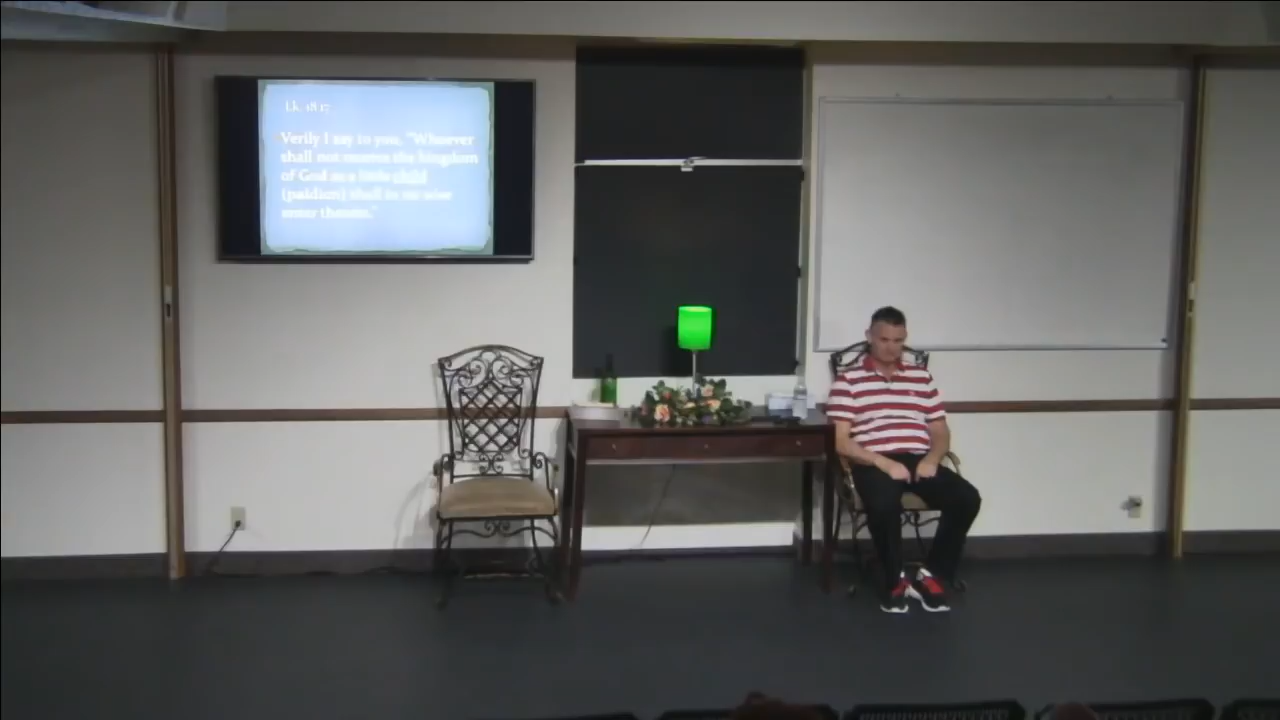 Lk. 18:17
Verily I say to you, "Whoever
shall not receive the kingdom
of God as a little child
(paidion) shall in no wise
enter therein."